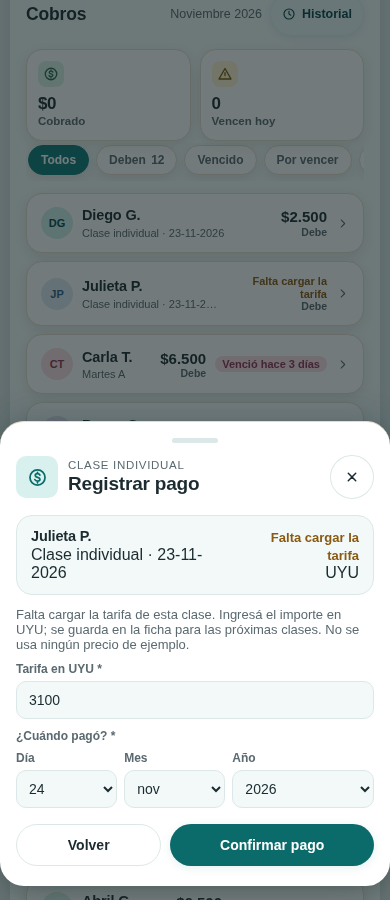 Cobros
Noviembre 2026
Historial
$0
Cobrado
0
Vencen hoy
Todos
Deben 12
Vencido
Por vencer
DG
Diego G.
Clase individual · 23-11-2026
$2.500
Debe
JP
Julieta P.
Clase individual · 23-11-2…
Falta cargar la
tarifa
Debe
CT
Carla T.
Martes A
$6.500
Debe
Venció hace 3 días
CLASE INDIVIDUAL
Registrar pago
Julieta P.
Clase individual · 23-11-
2026
Falta cargar la
tarifa
UYU
Falta cargar la tarifa de esta clase. Ingresá el importe en
UYU; se guarda en la ficha para las próximas clases. No se
usa ningún precio de ejemplo.
Tarifa en UYU *
3100
¿Cuándo pagó? *
Día
Mes
Año
24
nov
2026
Volver
Confirmar pago